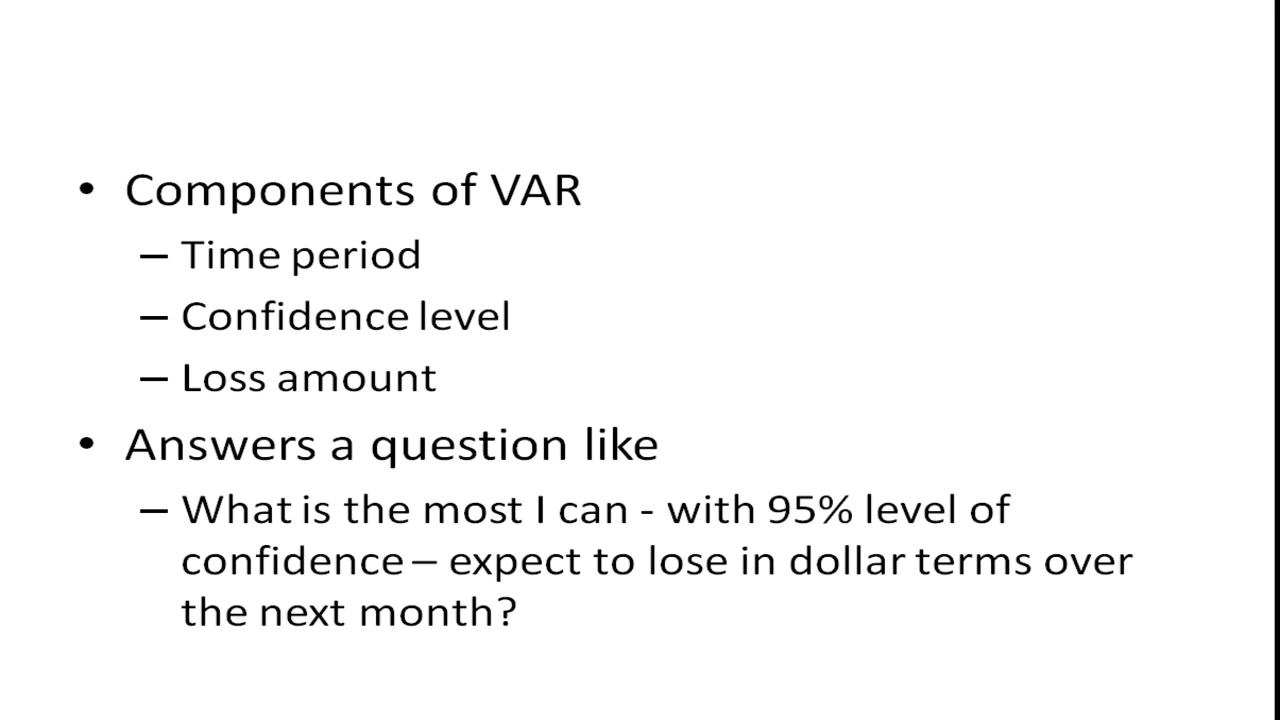 • Components of VAR
– Time period
– Confidence level
– Loss amount
• Answers a question like
– What is the most I can - with 95% level of
confidence – expect to lose in dollar terms over
the next month?